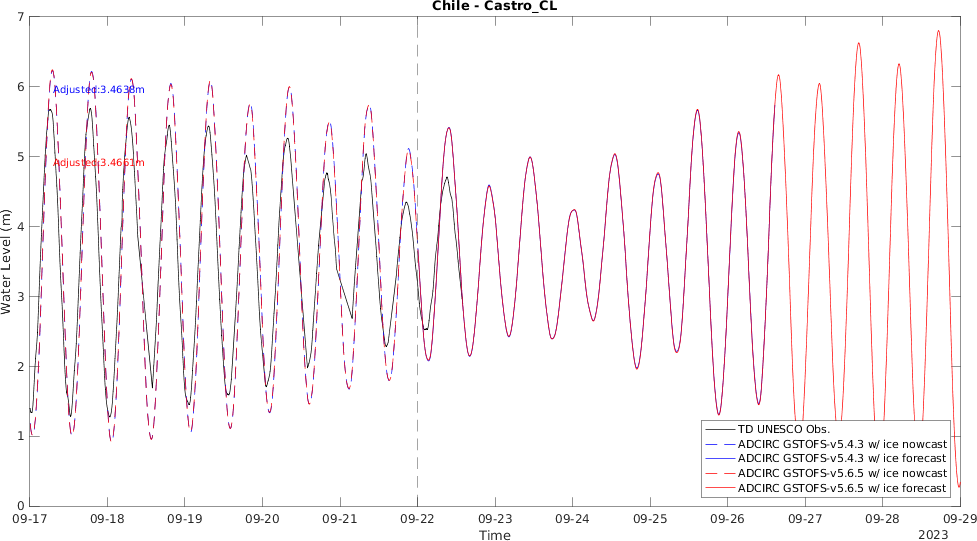 Chile - Castro_CL
7
6
5
4
3
2
1
0
Water Level (m)
Adjusted:3.4638m
Adjusted:3.4661m
TD UNESCO Obs.
ADCIRC GSTOFS-v5.4.3 w/ ice nowcast
ADCIRC GSTOFS-v5.4.3 w/ ice forecast
ADCIRC GSTOFS-v5.6.5 w/ ice nowcast
ADCIRC GSTOFS-v5.6.5 w/ ice forecast
09-17 09-18 09-19 09-20 09-21 09-22 09-23 09-24 09-25 09-26 09-27 09-28 09-29
Time
2023